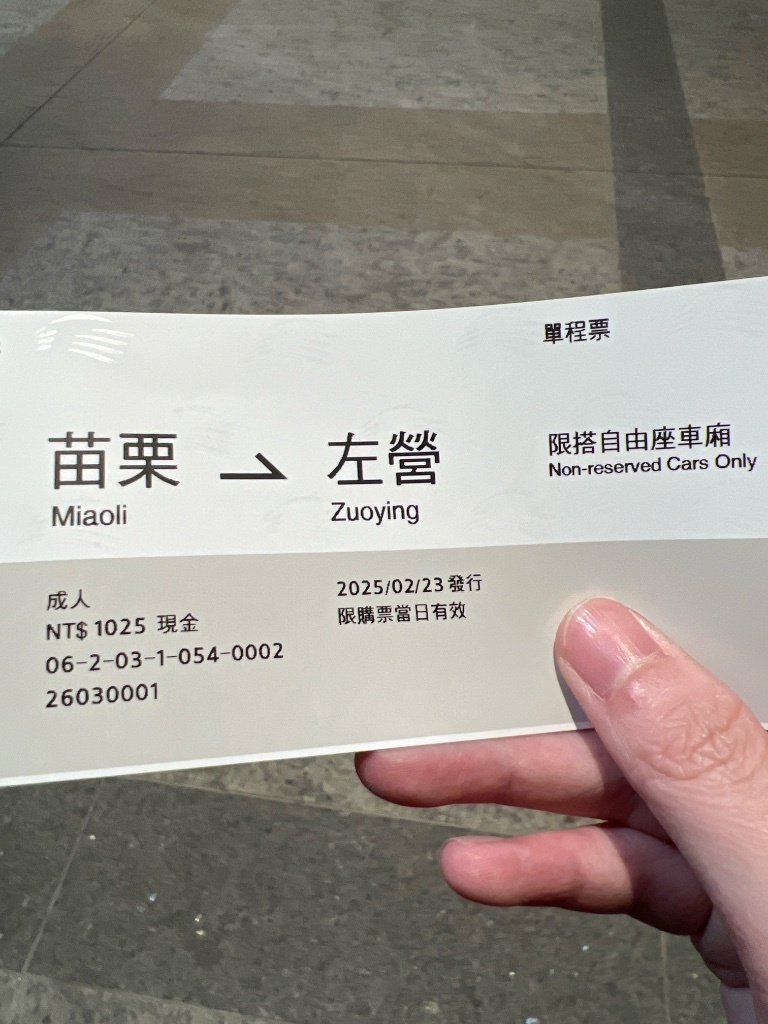 單程票
苗栗 ⇀ 左營
Miaoli Zuoying
限搭自由座車廂
Non-reserved Cars Only
成人
NT$ 1025 現金
06-2-03-1-054-0002
26030001
2025/02/23 發行
限購票當日有效